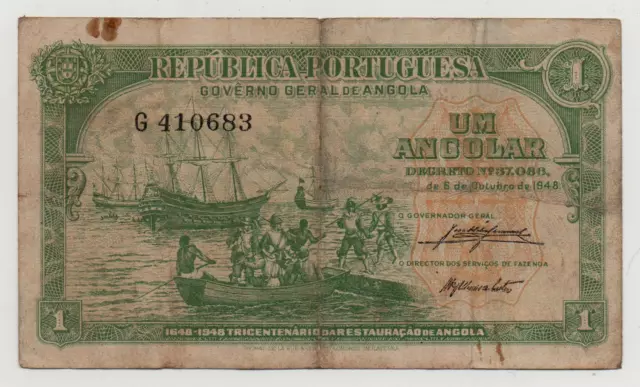 REPÚBLICA PORTUGUESA
1
GOVÊRNO GERAL DE ANGOLA
G 410683
UM
ANGOLAR
DECRETO Nº 37.086,
de 6 de Outubro de 1948
O GOVERNADOR GERAL
O DIRECTOR DOS SERVIÇOS DE FAZENDA
1
1648-1948 TRICENTENÁRIO DA RESTAURAÇÃO DE ANGOLA
1